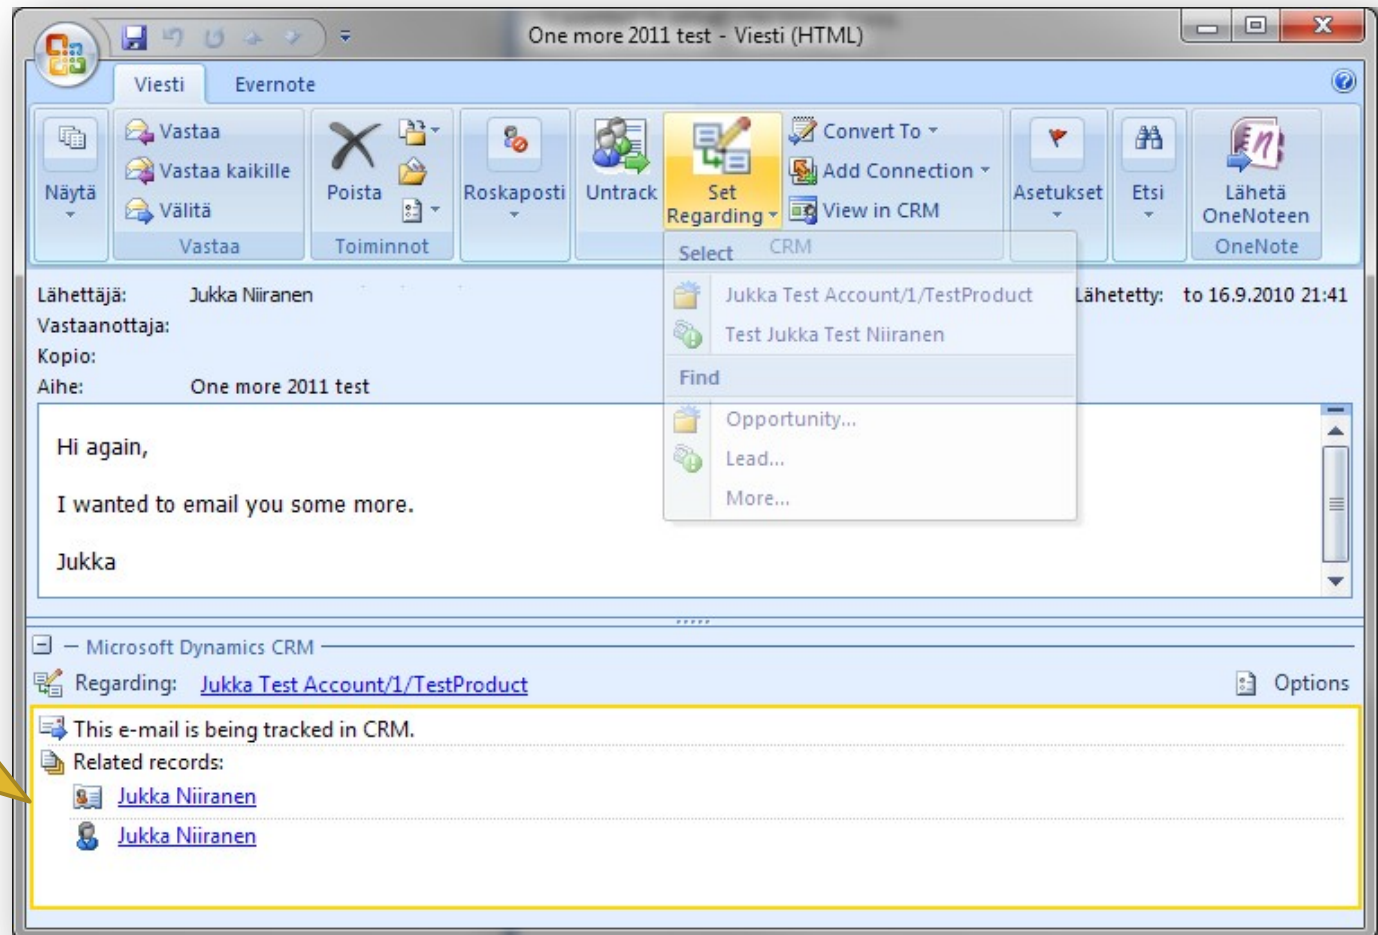 One more 2011 test - Viesti (HTML)
Viesti Evernote
Näytä
Vastaa
Vastaa kaikille
Välitä
Vastaa
Poista
Toiminnot
Roskaposti
Untrack
Set
Regarding
Convert To
Add Connection
View in CRM
CRM
Asetukset
Etsi
Lähetä
OneNoteen
OneNote
Select
Jukka Test Account/1/TestProduct
Test Jukka Test Niiranen
Find
Opportunity...
Lead...
More...
Lähettäjä: Jukka Niiranen
Lähetetty: to 16.9.2010 21:41
Vastaanottaja:
Kopio:
Aihe: One more 2011 test
Hi again,
I wanted to email you some more.
Jukka
Microsoft Dynamics CRM
Regarding: Jukka Test Account/1/TestProduct
Options
This e-mail is being tracked in CRM.
Related records:
Jukka Niiranen
Jukka Niiranen